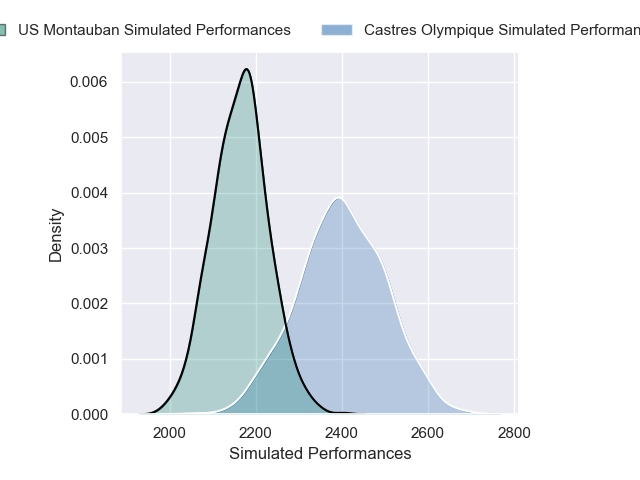 US Montauban Simulated Performances
Castres Olympique Simulated Performan
0.006
0.005
0.004
0.003
0.002
0.001
0.000
Density
2000 2200 2400 2600 2800
Simulated Performances